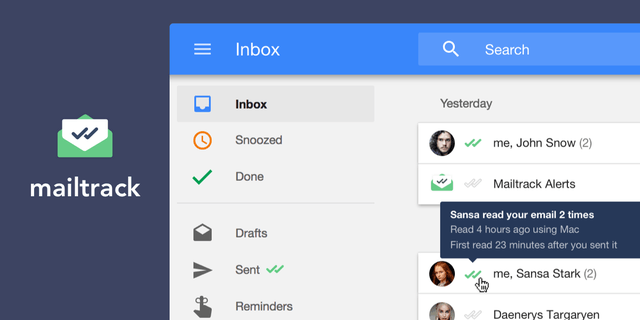 mailtrack
Inbox
Search
Inbox
Snoozed
Done
Drafts
Sent
Reminders
Yesterday
me, John Snow (2)
Mailtrack Alerts
Sansa read your email 2 times
Read 4 hours ago using Mac
First read 23 minutes after you sent it
me, Sansa Stark (2)
Daenerys Targaryen